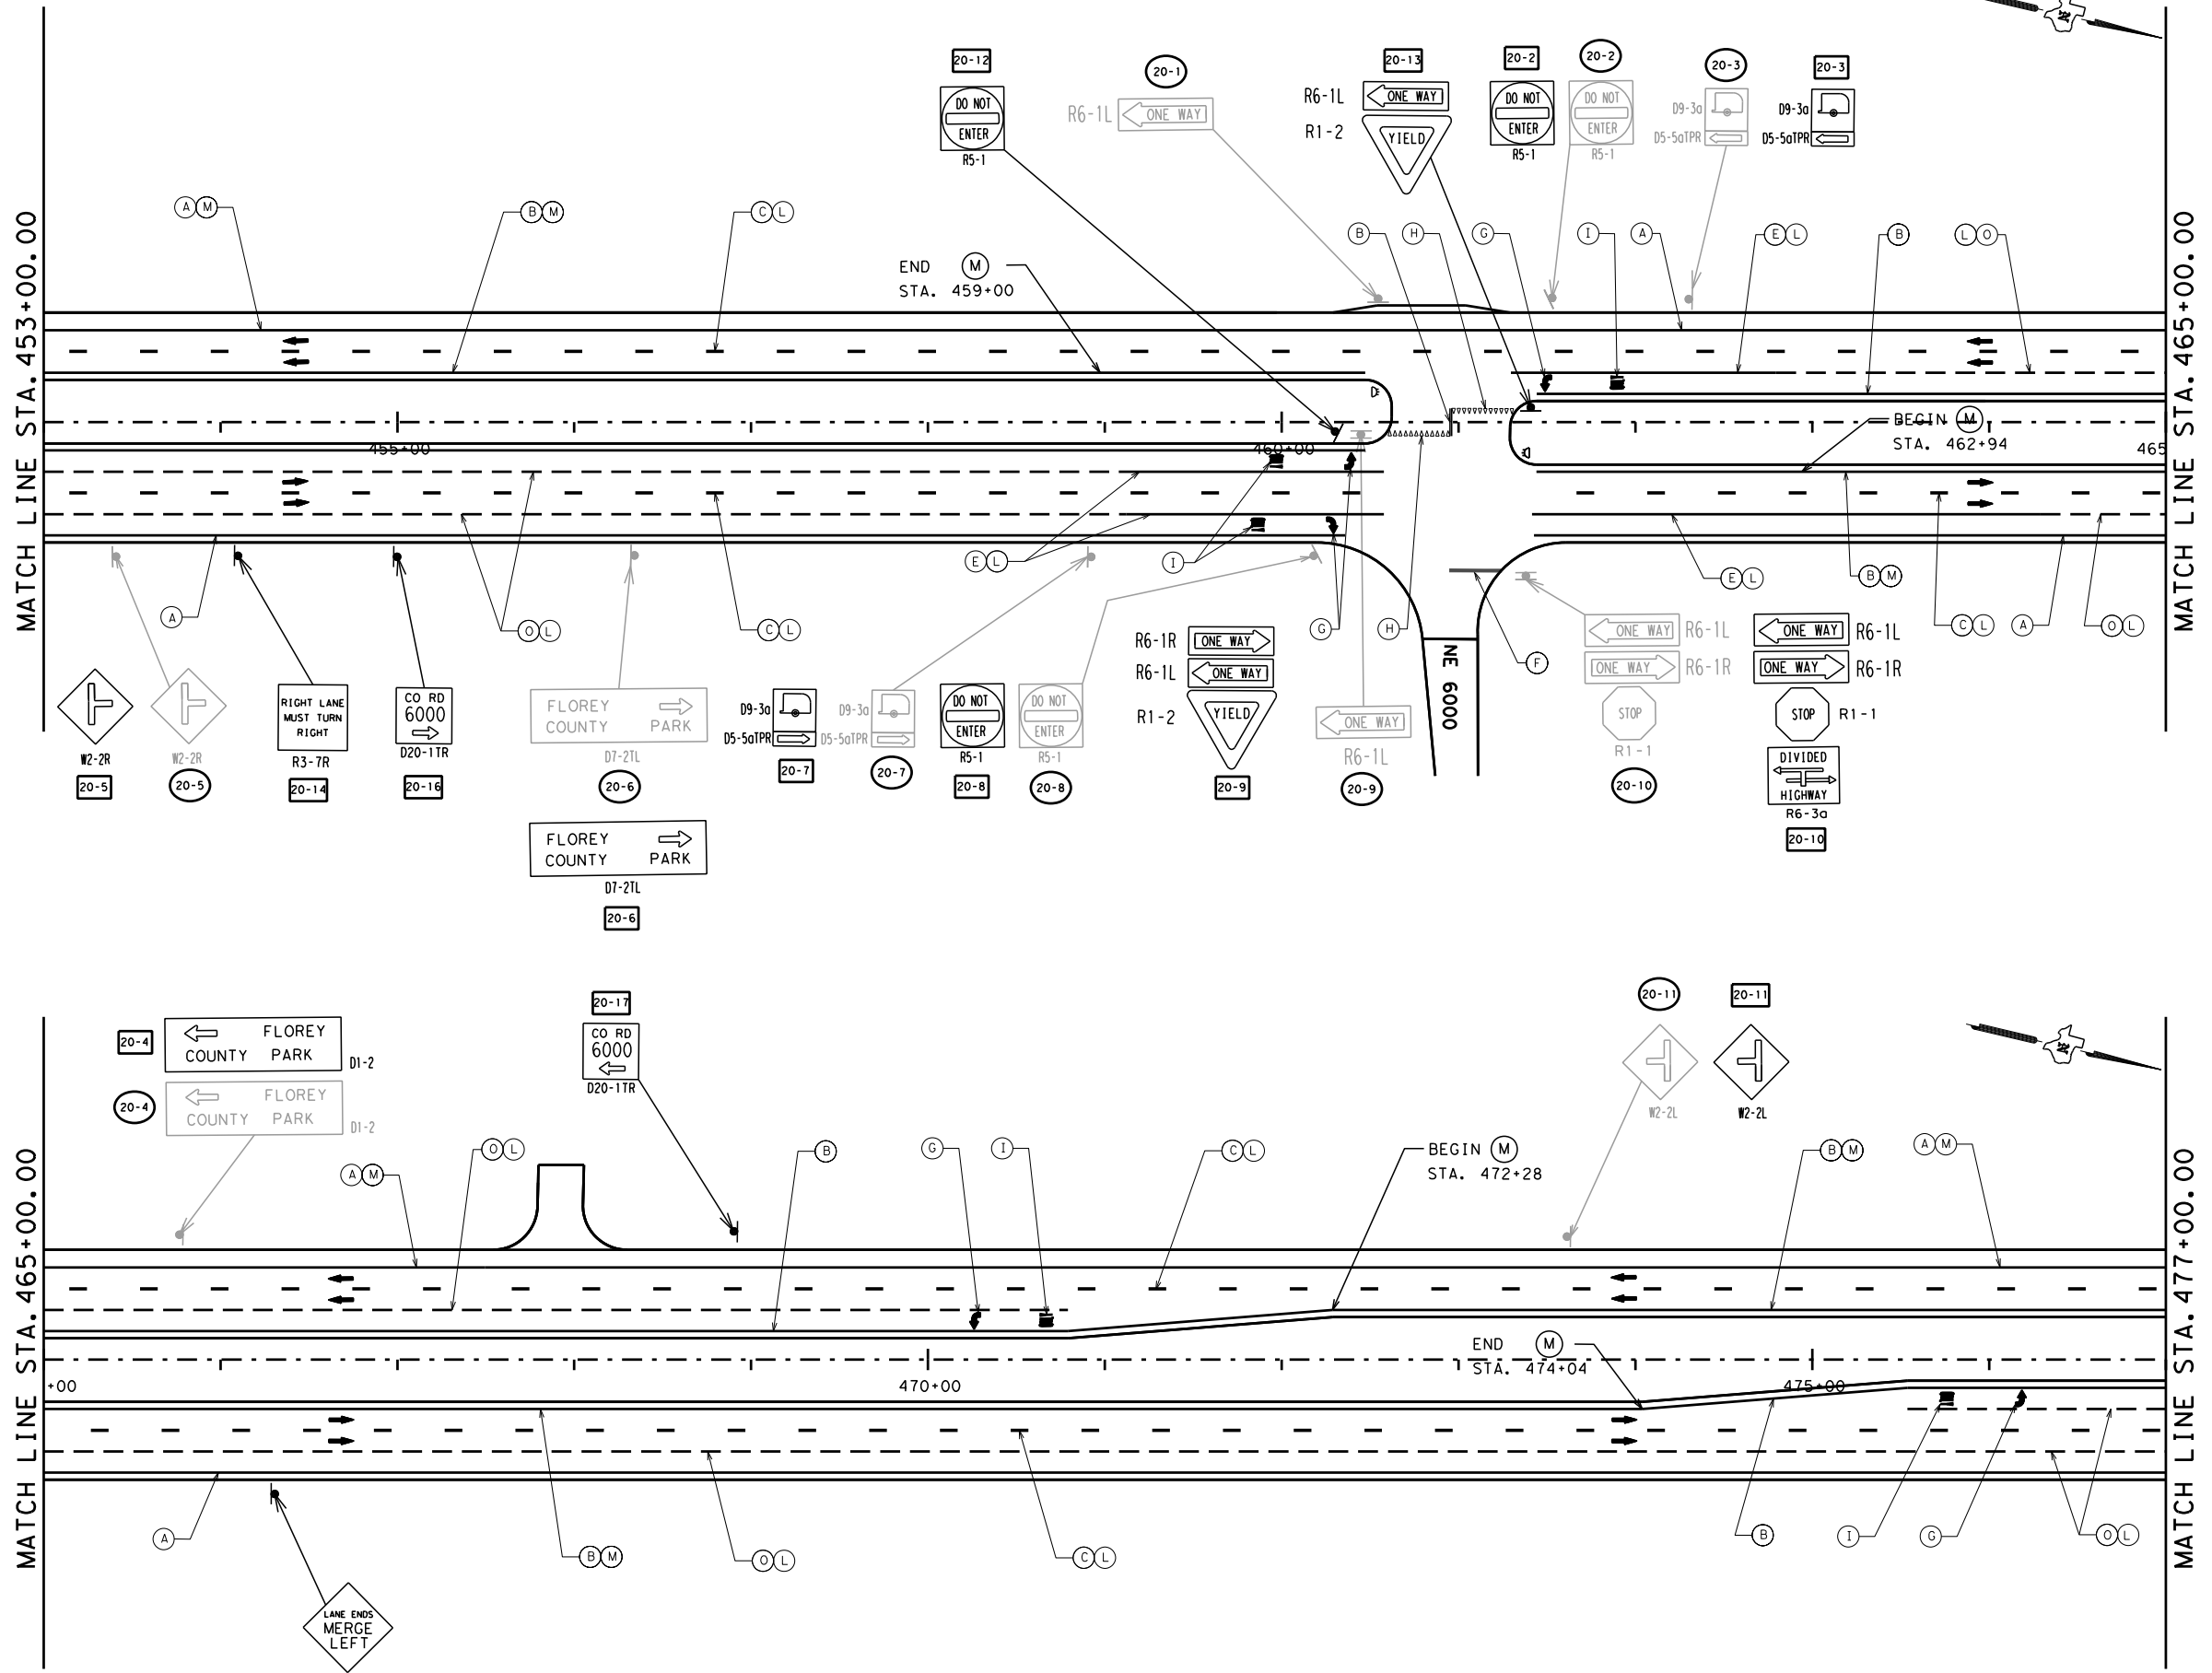 20-12
20-1
20-13
20-2
20-2
20-3
20-3
DO NOT
ENTER
R5-1
R6-1L
ONE WAY
R6-1L
ONE WAY
R1-2
YIELD
DO NOT
ENTER
R5-1
DO NOT
ENTER
R5-1
D9-3a
D5-5aTPR
D9-3a
D5-5aTPR
A M
B M
C L
B
H
G
I
A
E L
B
L O
END M
STA. 459+00
MATCH LINE STA. 453+00.00
MATCH LINE STA. 465+00.00
455+00
460+00
BEGIN M
STA. 462+94
465
A
O L
C L
E L
I
G
H
F
E L
B M
C L
A
O L
NE 6000
W2-2R
20-5
W2-2R
20-5
RIGHT LANE
MUST TURN
RIGHT
R3-7R
20-14
CO RD
6000
D20-1TR
20-16
FLOREY
COUNTY PARK
D7-2TL
20-6
FLOREY
COUNTY PARK
D7-2TL
20-6
D9-3a
D5-5aTPR
20-7
D9-3a
D5-5aTPR
20-7
DO NOT
ENTER
R5-1
20-8
DO NOT
ENTER
R5-1
20-8
R6-1R ONE WAY
R6-1L ONE WAY
R1-2 YIELD
20-9
ONE WAY
R6-1L
20-9
ONE WAY R6-1L
ONE WAY R6-1R
STOP
R1-1
20-10
ONE WAY R6-1L
ONE WAY R6-1R
STOP R1-1
DIVIDED
HIGHWAY
R6-3a
20-10
20-4
FLOREY
COUNTY PARK
D1-2
20-4
FLOREY
COUNTY PARK
D1-2
20-17
CO RD
6000
D20-1TR
20-11
W2-2L
20-11
W2-2L
A M
O L
B
G
I
C L
BEGIN M
STA. 472+28
B M
A M
MATCH LINE STA. 465+00.00
MATCH LINE STA. 477+00.00
END M
STA. 474+04
+00
470+00
475+00
A
B M
O L
C L
B
I
G
O L
LANE ENDS
MERGE
LEFT